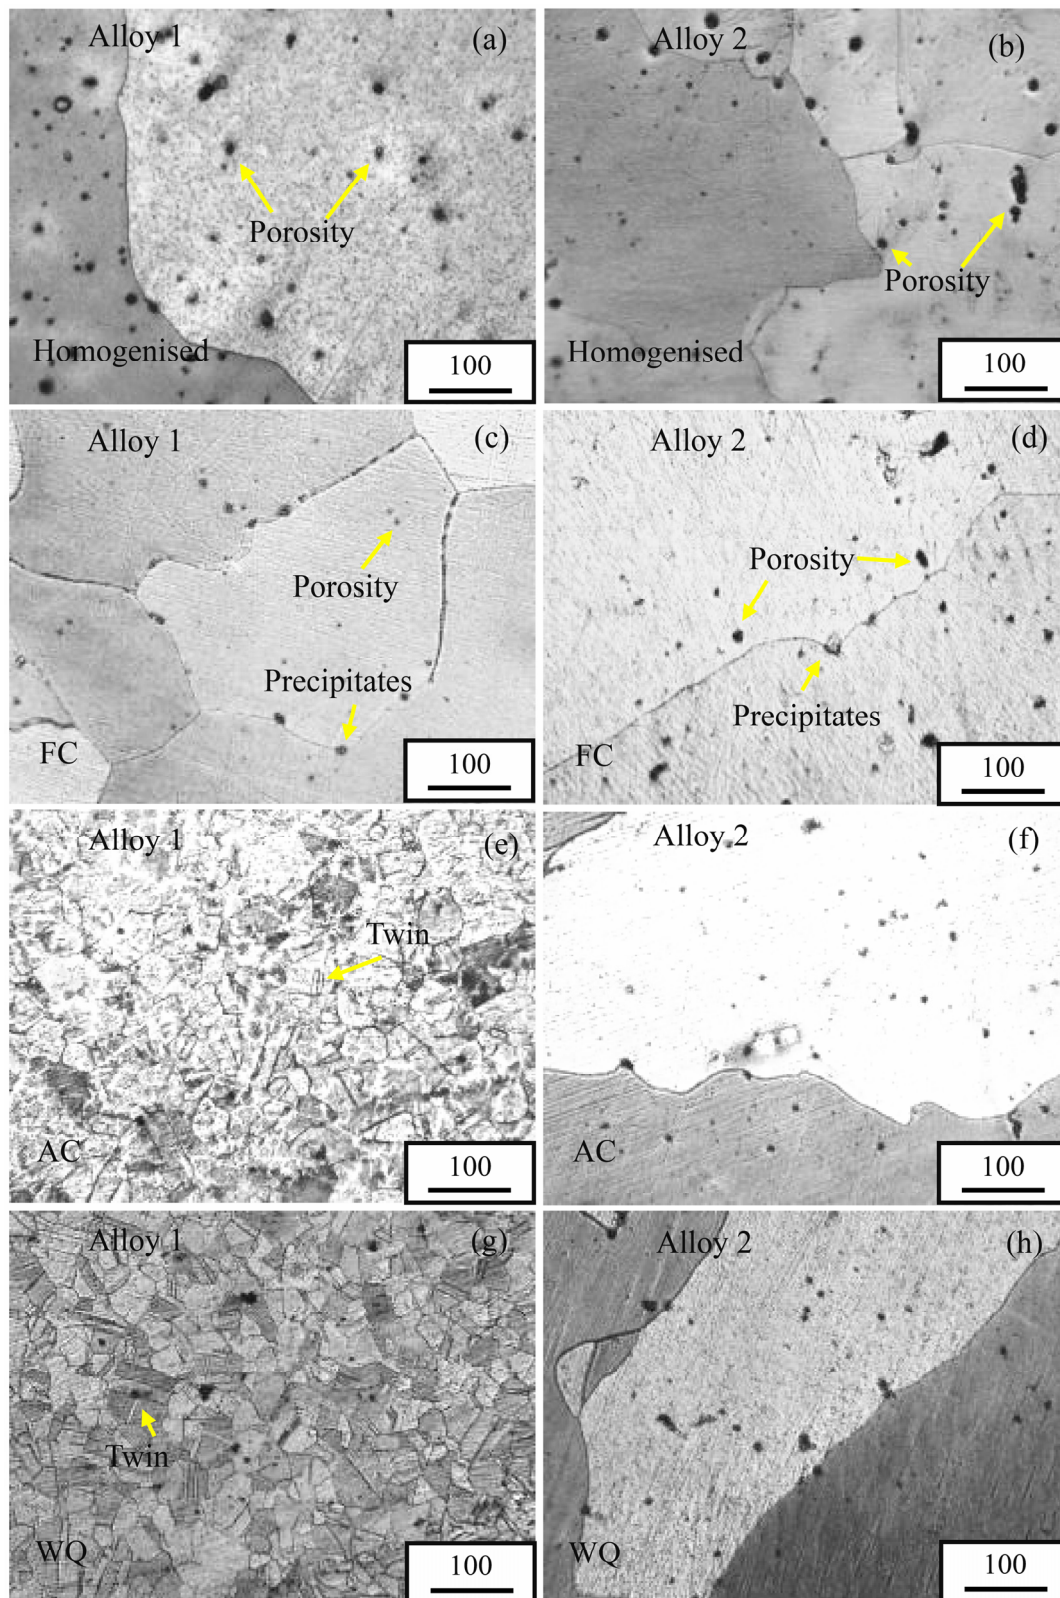 Alloy 1
(a)
Porosity
Homogenised
100
Alloy 2
(b)
Porosity
Homogenised
100
Alloy 1
(c)
Porosity
Precipitates
FC
100
Alloy 2
(d)
Porosity
Precipitates
FC
100
Alloy 1
(e)
Twin
AC
100
Alloy 2
(f)
AC
100
Alloy 1
(g)
Twin
WQ
100
Alloy 2
(h)
WQ
100